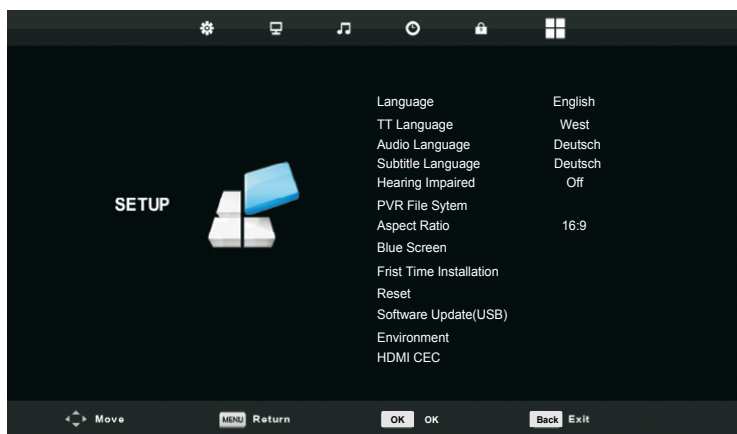 Language English
TT Language West
Audio Language Deutsch
Subtitle Language Deutsch
Hearing Impaired Off
SETUP
PVR File Sytem
Aspect Ratio 16:9
Blue Screen
Frist Time Installation
Reset
Software Update(USB)
Environment
HDMI CEC
Move MENU Return OK OK Back Exit